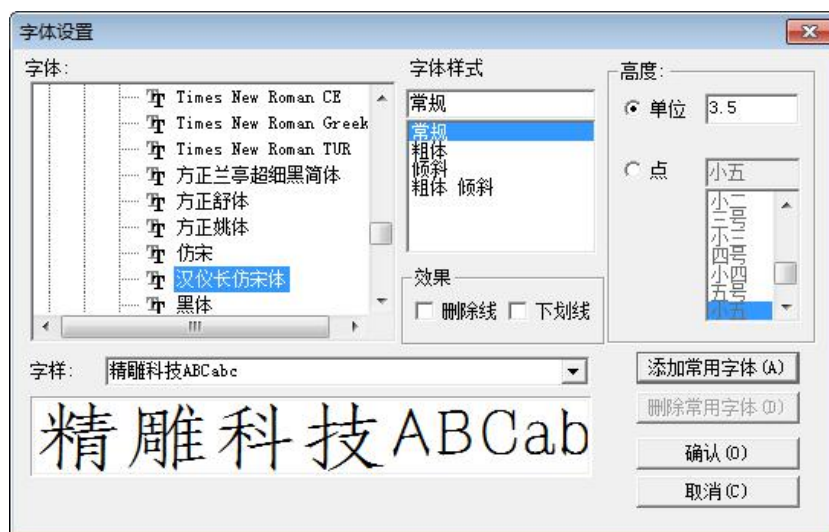 字体设置
字体:
Times New Roman CE
Times New Roman Greek
Times New Roman TUR
方正兰亭超细黑简体
方正舒体
方正姚体
仿宋
汉仪长仿宋体
黑体
字体样式
常规
常规
粗体
倾斜
粗体 倾斜
效果
删除线
下划线
高度:
单位 3.5
点 小五
小二
三号
小三
四号
小四
五号
小五
字样: 精雕科技ABCabc
精雕科技ABCab
添加常用字体(A)
删除常用字体(D)
确认(O)
取消(C)